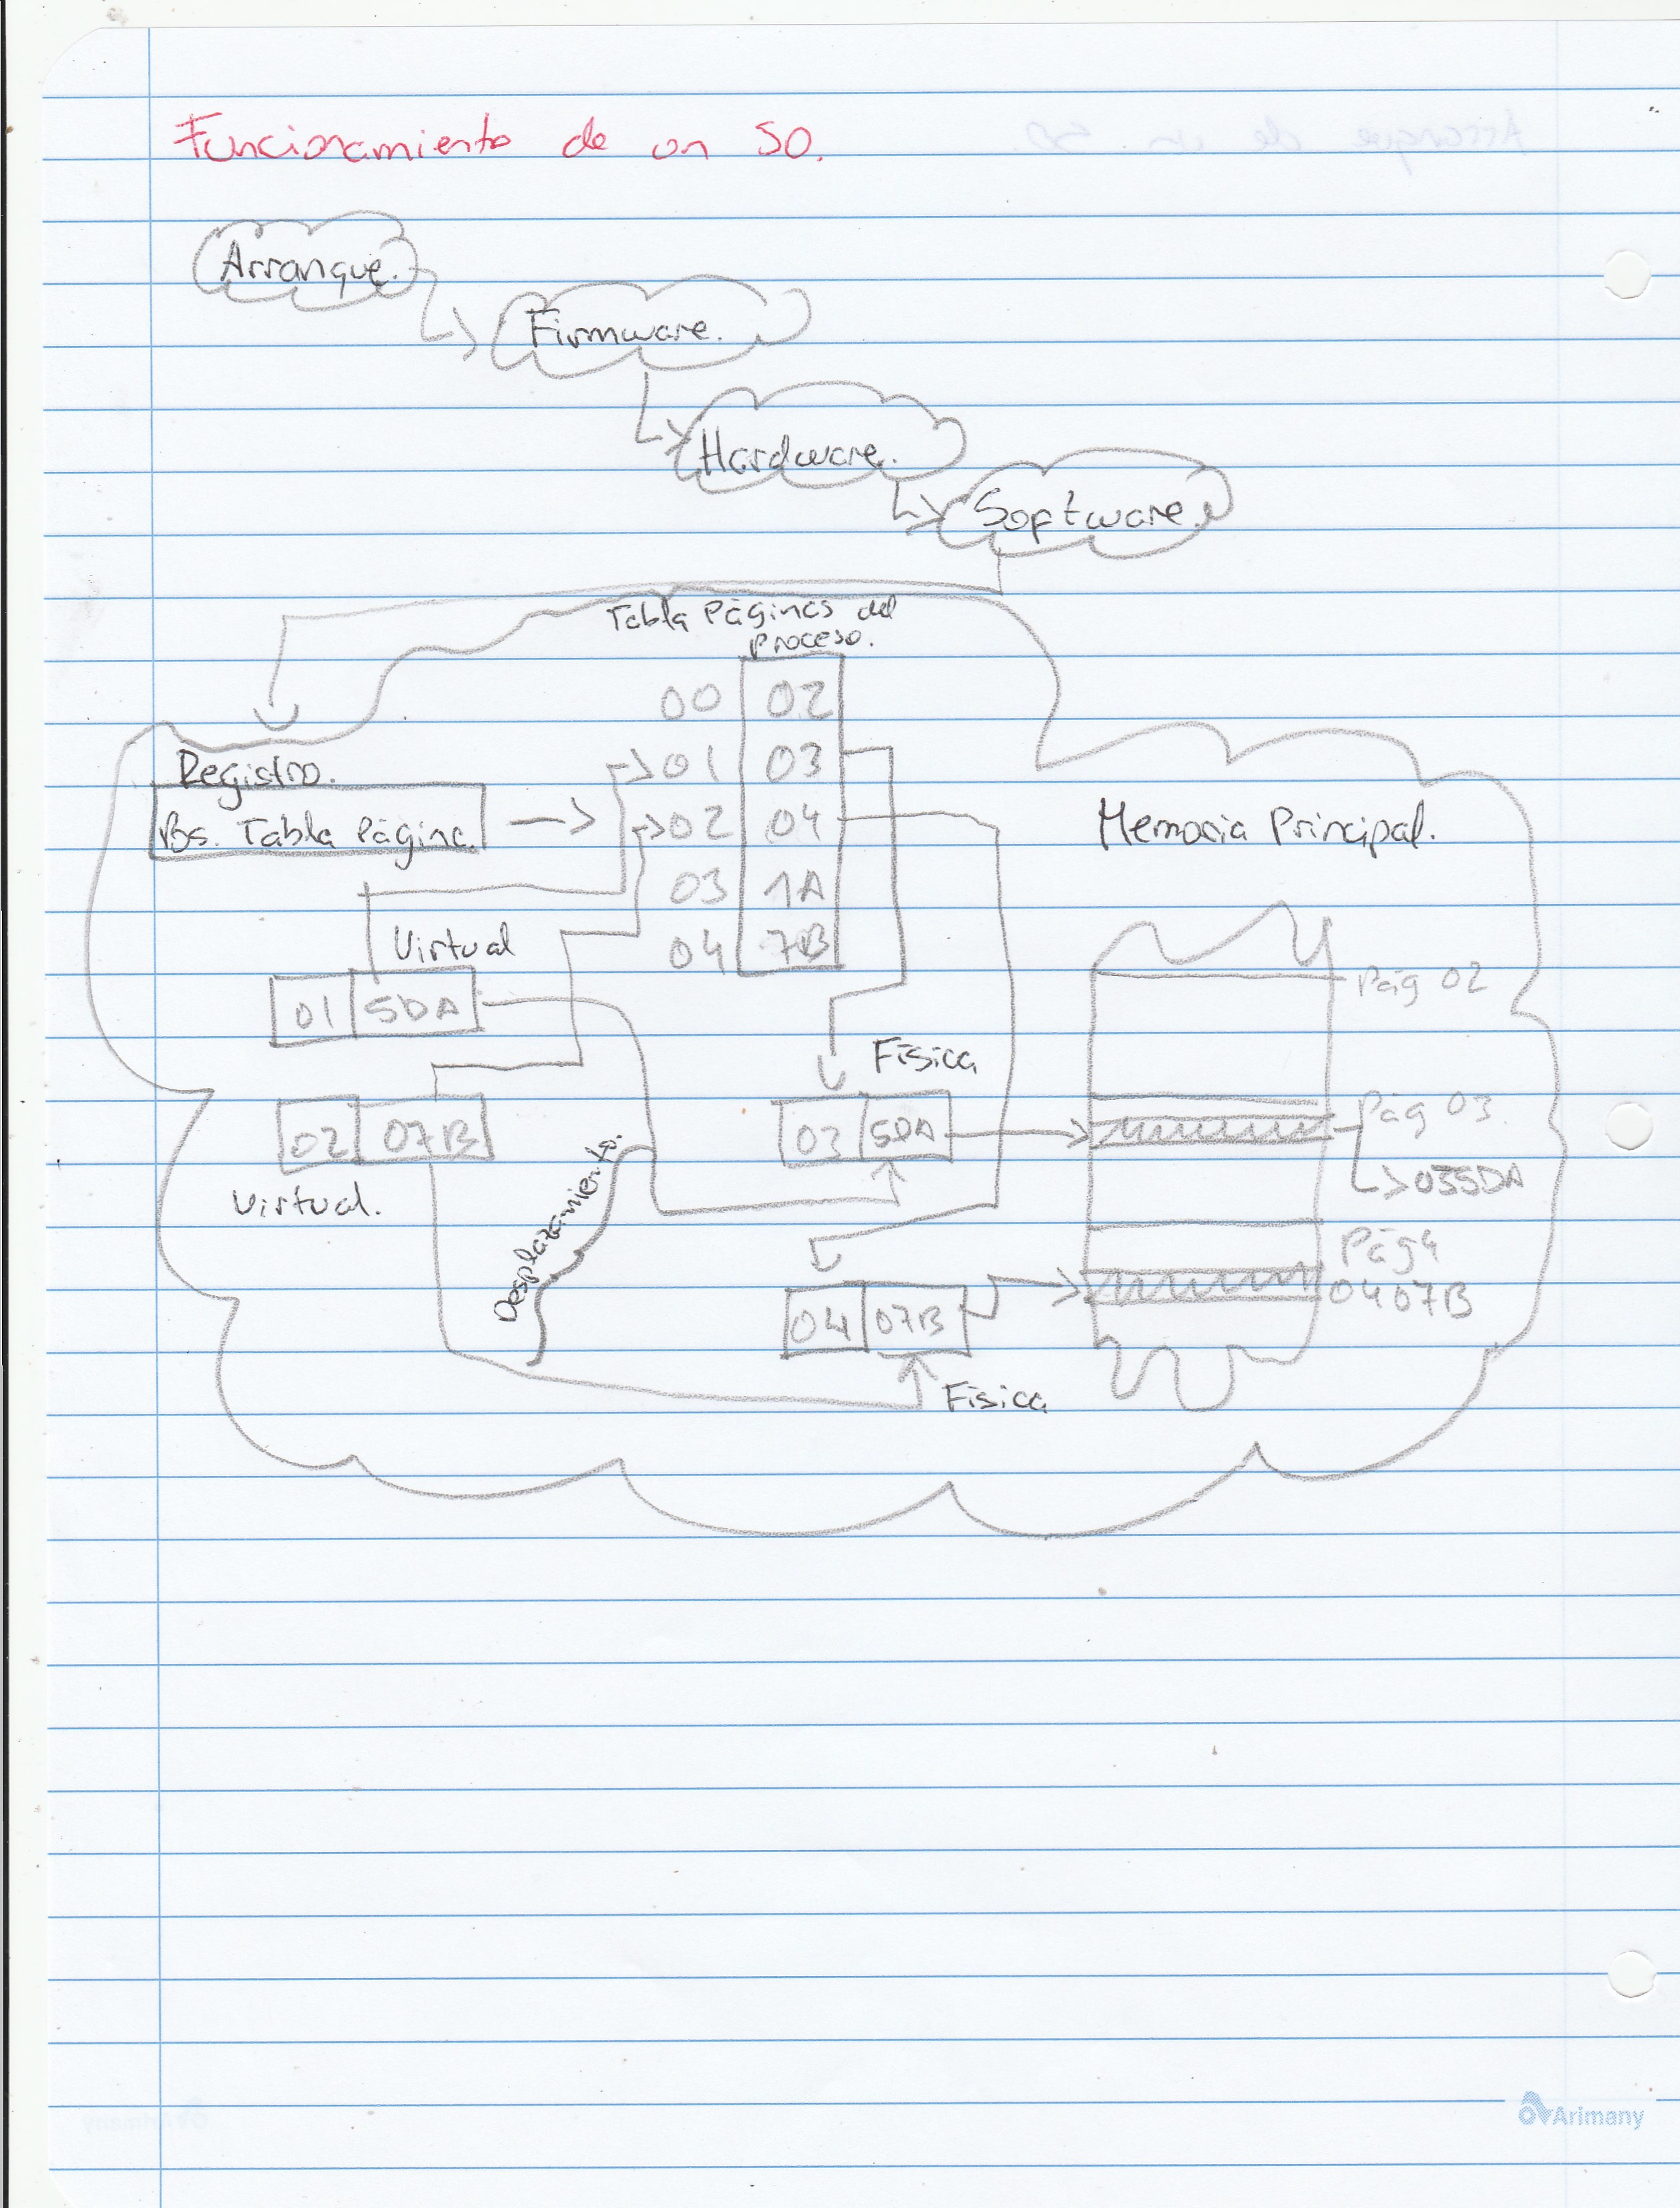 Funcionamiento de un SO.
Arranque.
Firmware.
Hardware.
Software.
Tabla Páginas del
Proceso.
00 02
01 03
02 04
03 1A
04 7B
Registro.
Bs. Tabla Página.
Memoria Principal.
Virtual
01 5DA
02 07B
Virtual.
Desplazamiento.
Física
03 5DA
04 07B
Física
Pág 02
Pág 03
035DA
Pág4
0407B
Arimany